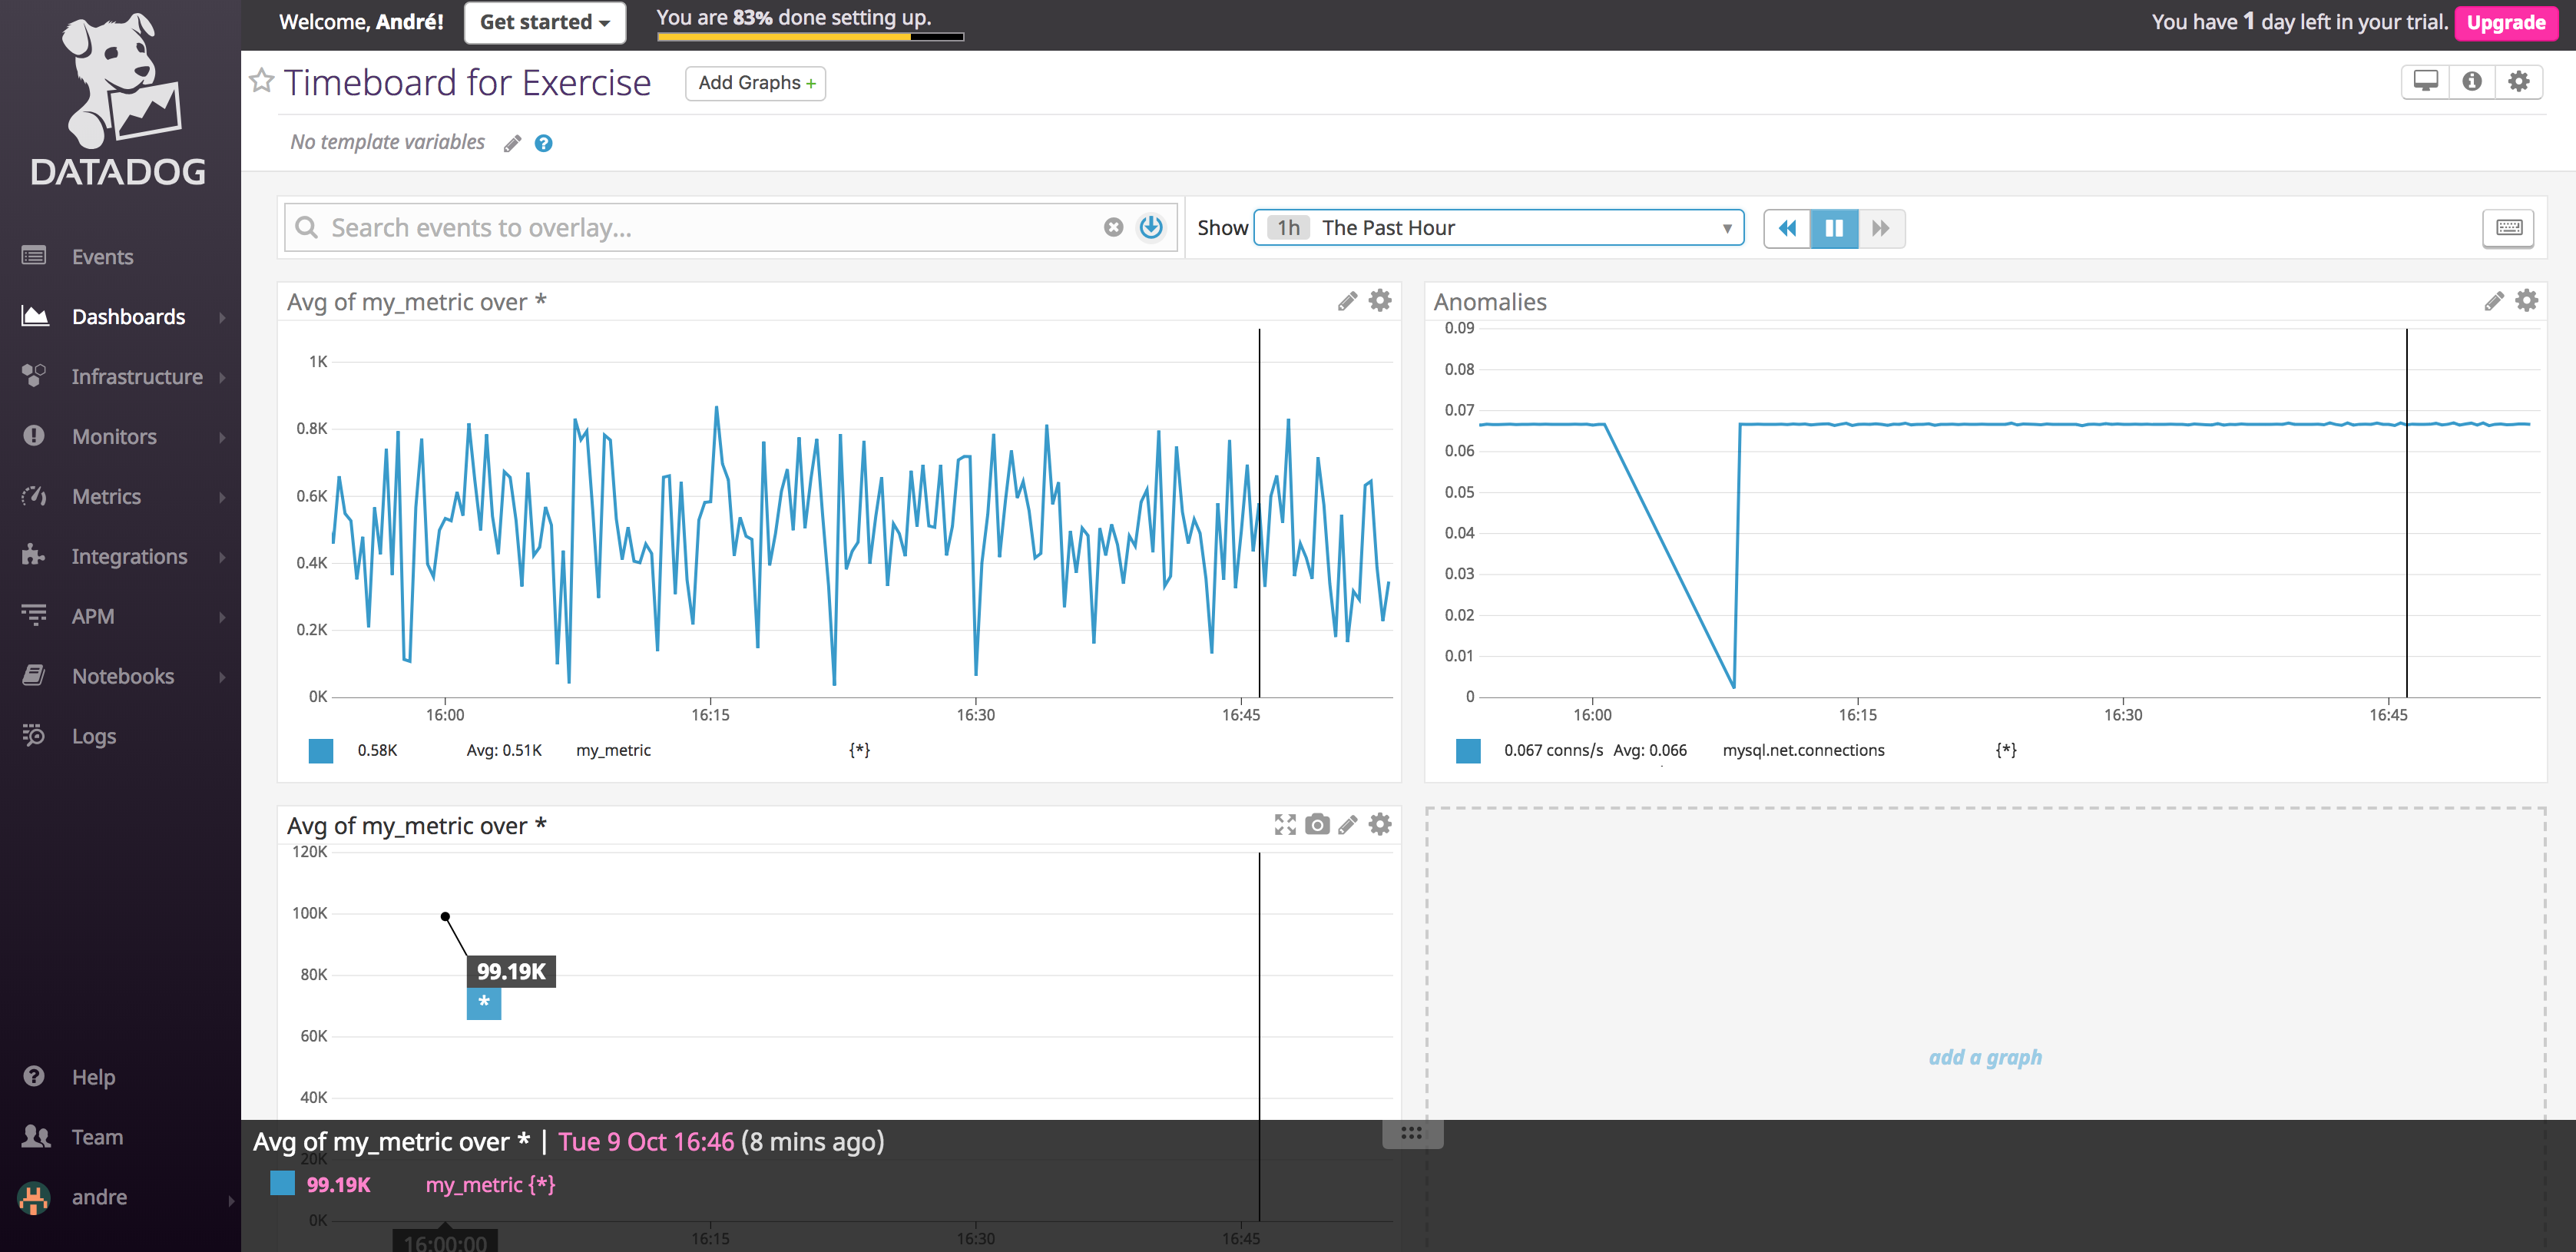 Welcome, André!
Get started
You are 83% done setting up.
You have 1 day left in your trial.
Upgrade
DATADOG
Events
Dashboards
Infrastructure
Monitors
Metrics
Integrations
APM
Notebooks
Logs
Help
Team
andre
Timeboard for Exercise
Add Graphs +
No template variables
?
Search events to overlay...
Show 1h The Past Hour
Avg of my_metric over *
1K
0.8K
0.6K
0.4K
0.2K
0K
16:00 16:15 16:30 16:45
0.58K Avg: 0.51K my_metric {*}
Anomalies
0.09
0.08
0.07
0.06
0.05
0.04
0.03
0.02
0.01
0
16:00 16:15 16:30 16:45
0.067 conns/s Avg: 0.066 mysql.net.connections {*}
Avg of my_metric over *
120K
100K
99.19K
80K
*
60K
40K
add a graph
Avg of my_metric over * | Tue 9 Oct 16:46 (8 mins ago)
20K
99.19K my_metric {*}
0K
16:00:00 16:15 16:30 16:45